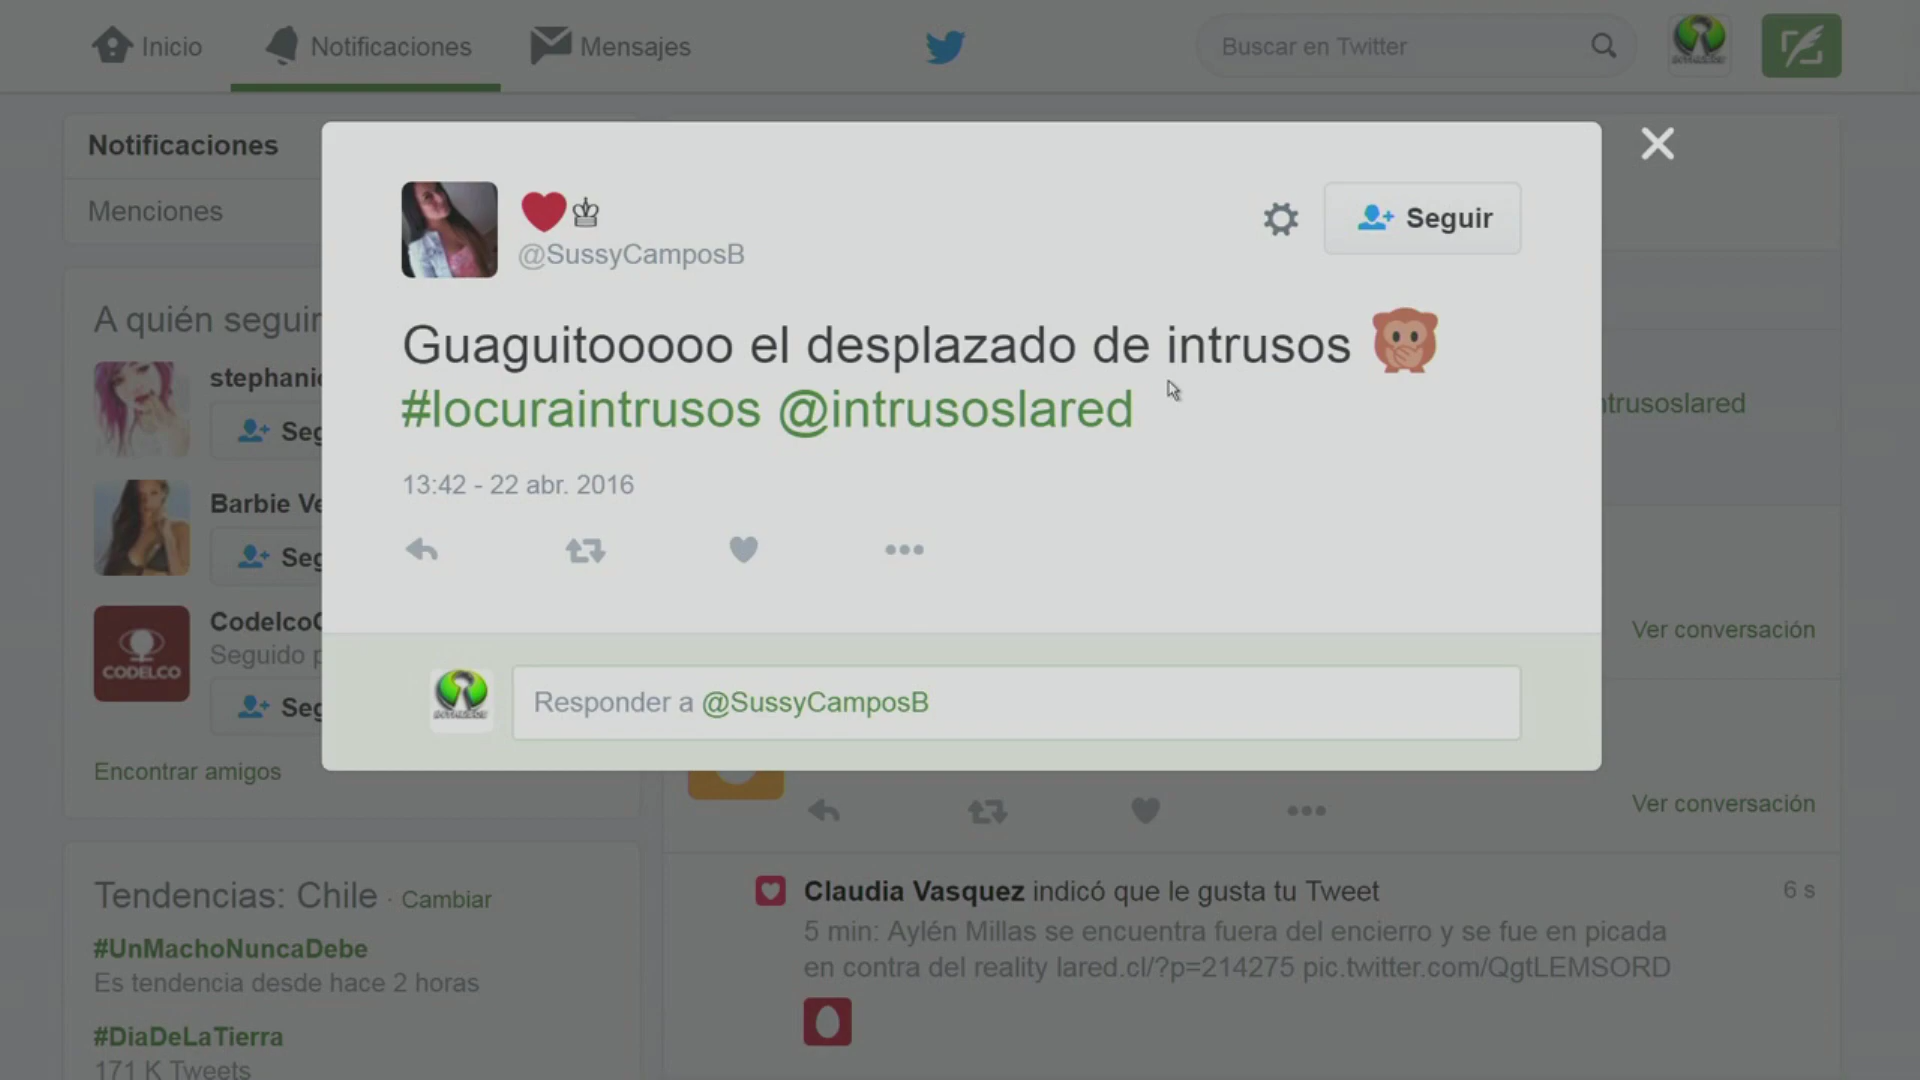 Inicio
Notificaciones
Mensajes
Buscar en Twitter
Notificaciones
Menciones
@SussyCamposB
Seguir
Guaguitooooo el desplazado de intrusos
#locuraintrusos @intrusoslared
13:42 - 22 abr. 2016
Responder a @SussyCamposB
A quién seguir
stephanie
Seg
Barbie Ve
Seg
CODELCO
CodelcoC
Seguido p
Seg
Encontrar amigos
Tendencias: Chile · Cambiar
#UnMachoNuncaDebe
Es tendencia desde hace 2 horas
#DiaDeLaTierra
171 K Tweets
ntrusoslared
Ver conversación
Ver conversación
Claudia Vasquez indicó que le gusta tu Tweet
6 s
5 min: Aylén Millas se encuentra fuera del encierro y se fue en picada
en contra del reality lared.cl/?p=214275 pic.twitter.com/QgtLEMSORD